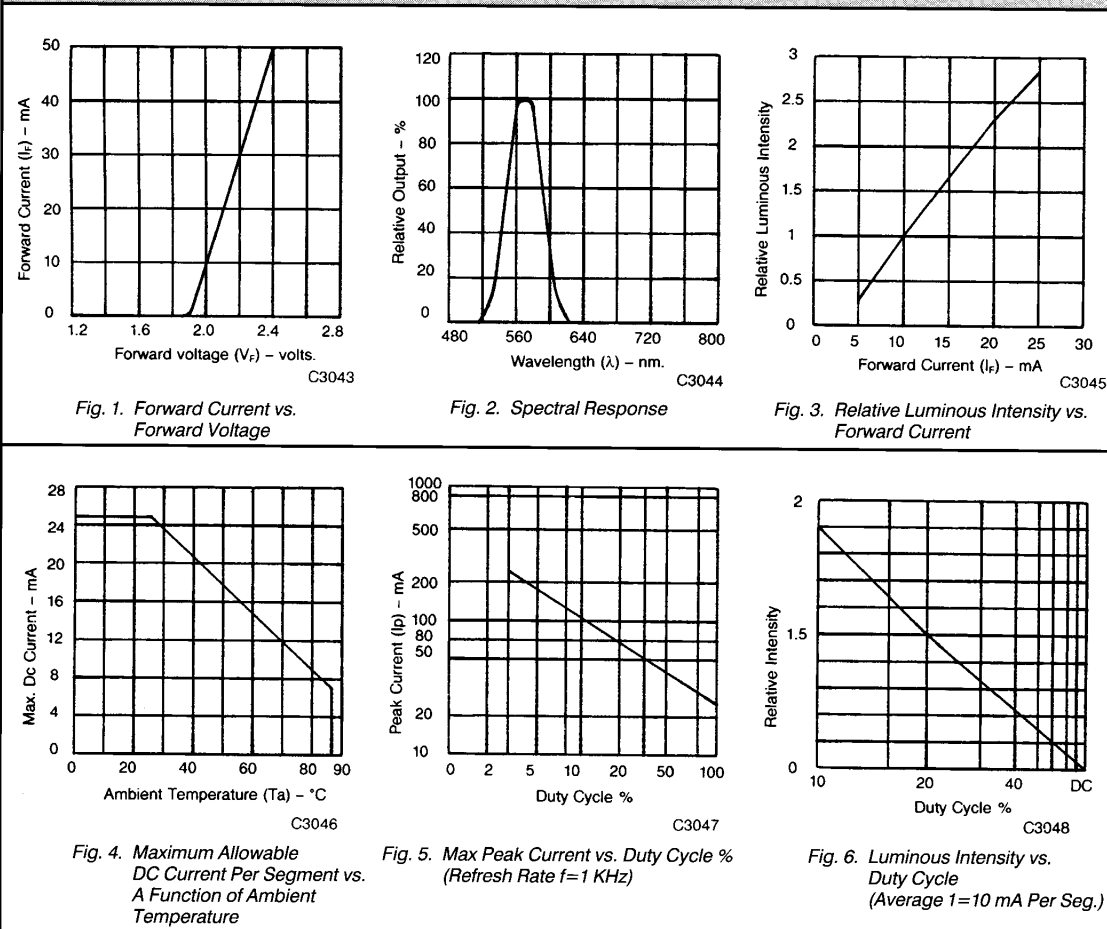 50
40
30
20
10
0
Forward Current (IF) – mA
1.2 1.6 2.0 2.4 2.8
Forward voltage (VF) – volts.
C3043
Fig. 1. Forward Current vs.
Forward Voltage
120
100
80
60
40
20
0
Relative Output – %
480 560 640 720 800
Wavelength (λ) – nm.
C3044
Fig. 2. Spectral Response
3
2.5
2
1.5
1
0.5
0
Relative Luminous Intensity
0 5 10 15 20 25 30
Forward Current (IF) – mA
C3045
Fig. 3. Relative Luminous Intensity vs.
Forward Current
28
24
20
16
12
8
4
0
Max. Dc Current – mA
0 20 40 60 80 90
Ambient Temperature (Ta) – °C
C3046
Fig. 4. Maximum Allowable
DC Current Per Segment vs.
A Function of Ambient
Temperature
1000
800
500
200
100
80
50
20
10
Peak Current (Ip) – mA
0 2 5 10 20 50 100
Duty Cycle %
C3047
Fig. 5. Max Peak Current vs. Duty Cycle %
(Refresh Rate f=1 KHz)
2
1.5
0
Relative Intensity
10 20 40 DC
Duty Cycle %
C3048
Fig. 6. Luminous Intensity vs.
Duty Cycle
(Average 1=10 mA Per Seg.)